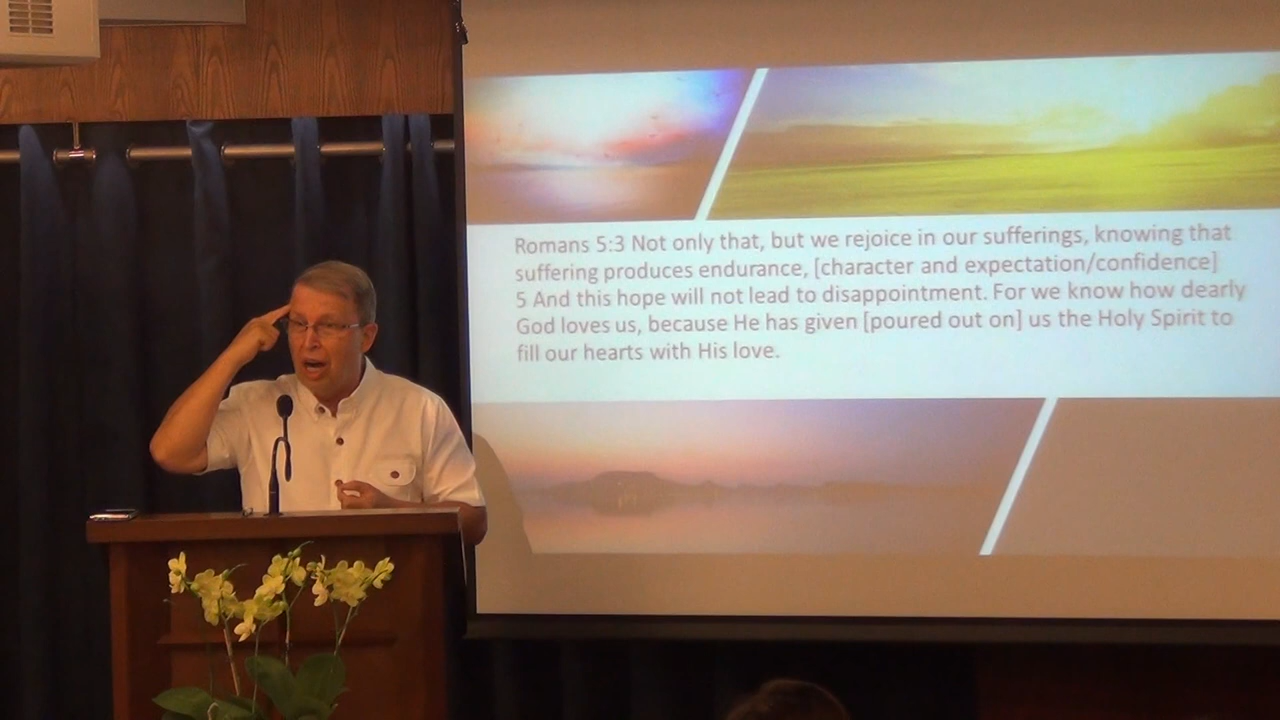 Romans 5:3 Not only that, but we rejoice in our sufferings, knowing that
suffering produces endurance, [character and expectation/confidence]
5 And this hope will not lead to disappointment. For we know how dearly
God loves us, because He has given [poured out on] us the Holy Spirit to
fill our hearts with His love.